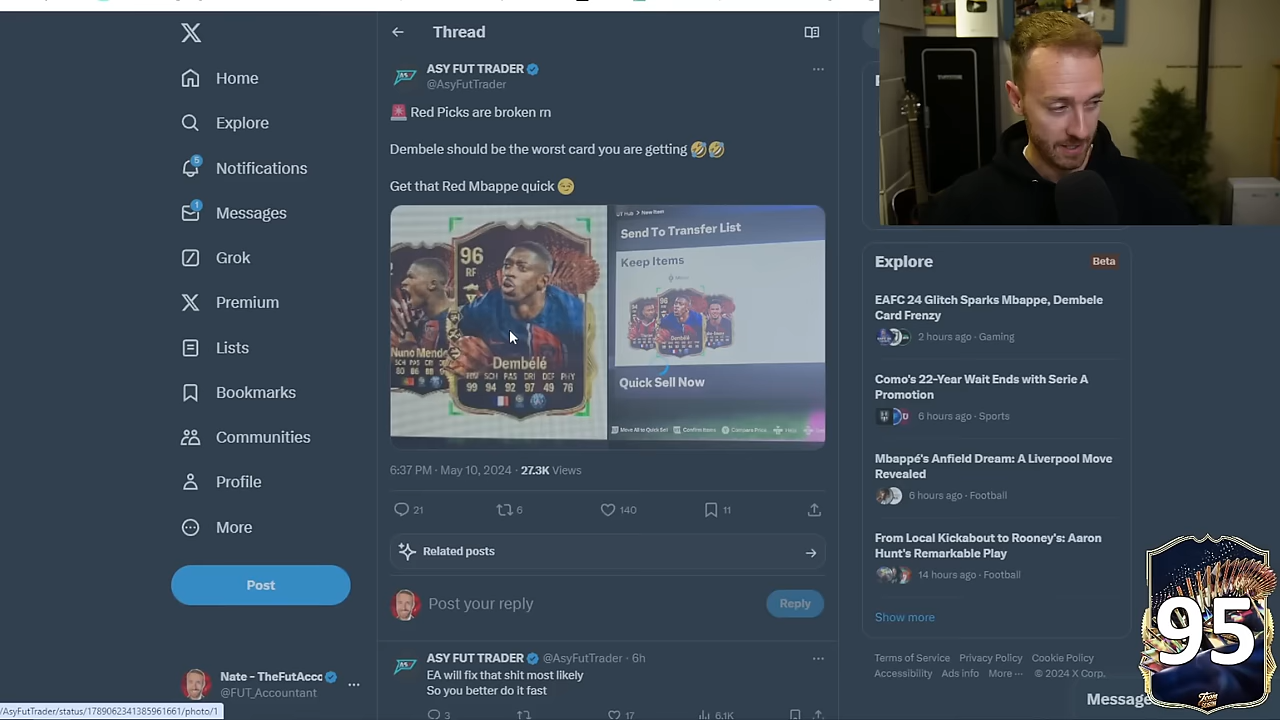 Thread
ASY FUT TRADER
@AsyFutTrader
🚨 Red Picks are broken rn
Dembele should be the worst card you are getting 🤣🤣
Get that Red Mbappe quick 😏
96
RF
Nuno Mende
Dembélé
PAC SCH PAS DRI DEF PHY
99 94 92 97 49 76
UT Hub > New Item
Send To Transfer List
Keep Items
Dembélé
Quick Sell Now
6:37 PM · May 10, 2024 · 27.3K Views
21
6
140
11
Related posts
Post your reply
Reply
ASY FUT TRADER @AsyFutTrader · 6h
EA will fix that shit most likely
So you better do it fast
3
17
6.1K
Home
Explore
5
Notifications
1
Messages
Grok
Premium
Lists
Bookmarks
Communities
Profile
More
Post
Nate - TheFutAcco
@FUT_Accountant
/AsyFutTrader/status/1789062341385961661/photo/1
Explore
Beta
EAFC 24 Glitch Sparks Mbappe, Dembele
Card Frenzy
2 hours ago · Gaming
Como's 22-Year Wait Ends with Serie A
Promotion
6 hours ago · Sports
Mbappé's Anfield Dream: A Liverpool Move
Revealed
6 hours ago · Football
From Local Kickabout to Rooney's: Aaron
Hunt's Remarkable Play
14 hours ago · Football
Show more
Terms of Service Privacy Policy Cookie Policy
Accessibility Ads info More ··· © 2024 X Corp.
Message
95